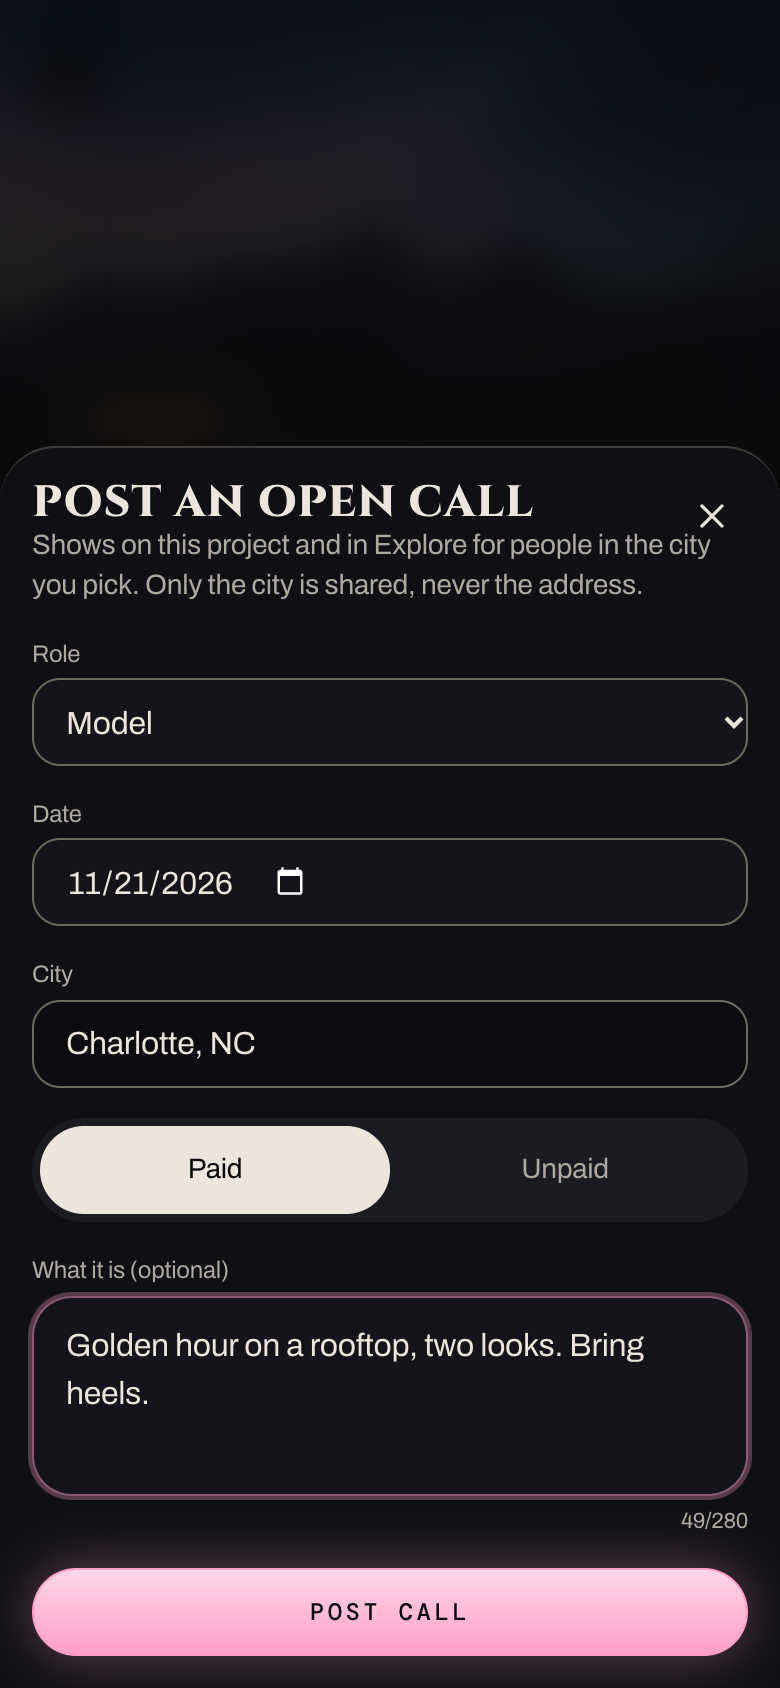 POST AN OPEN CALL
Shows on this project and in Explore for people in the city
you pick. Only the city is shared, never the address.
Role
Model
Date
11/21/2026
City
Charlotte, NC
Paid
Unpaid
What it is (optional)
Golden hour on a rooftop, two looks. Bring
heels.
49/280
POST CALL